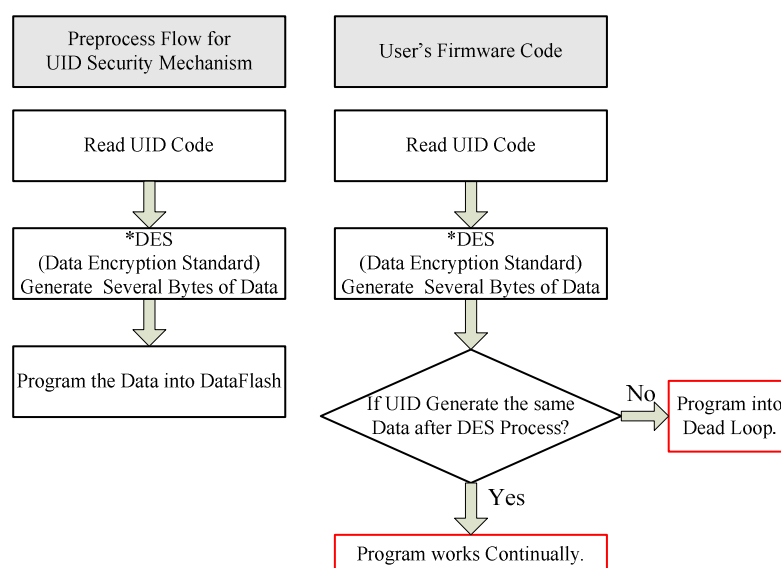 Preprocess Flow for
UID Security Mechanism
Read UID Code
*DES
(Data Encryption Standard)
Generate Several Bytes of Data
Program the Data into DataFlash
User's Firmware Code
Read UID Code
*DES
(Data Encryption Standard)
Generate Several Bytes of Data
If UID Generate the same
Data after DES Process?
No
Program into
Dead Loop.
Yes
Program works Continually.